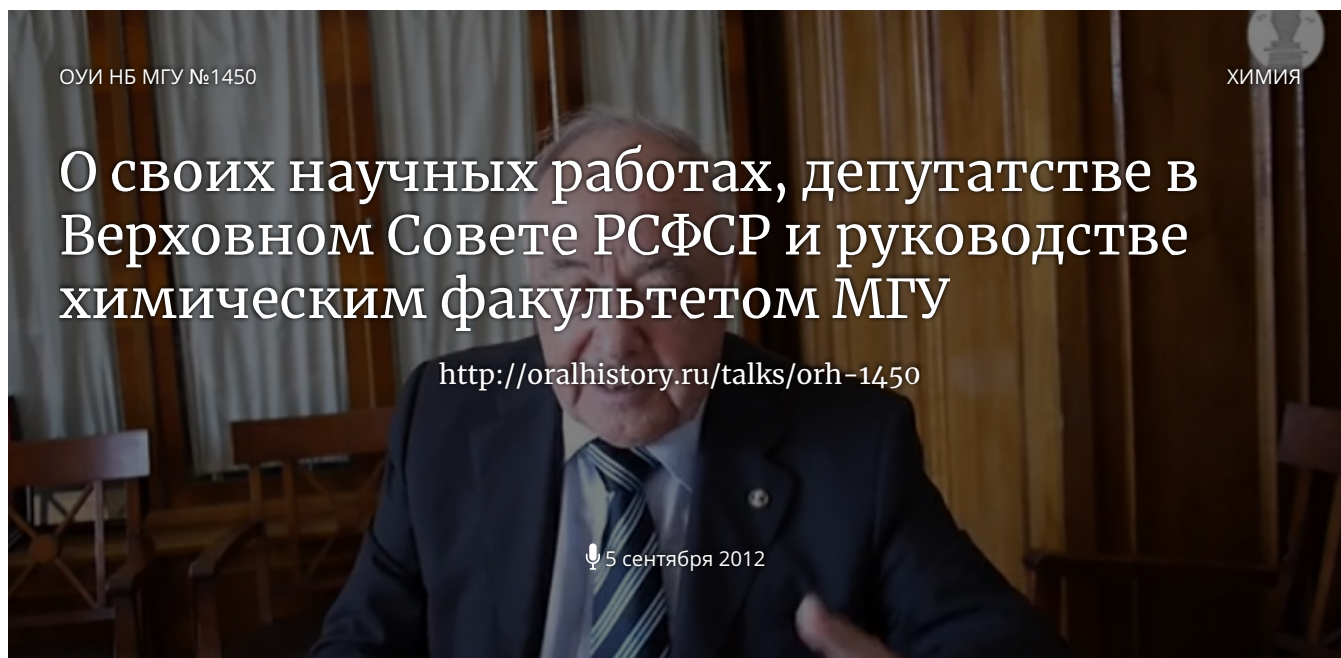 ОУИ НБ МГУ №1450
ХИМИЯ
О своих научных работах, депутатстве в
Верховном Совете РСФСР и руководстве
химическим факультетом МГУ
http://oralhistory.ru/talks/orh-1450
5 сентября 2012